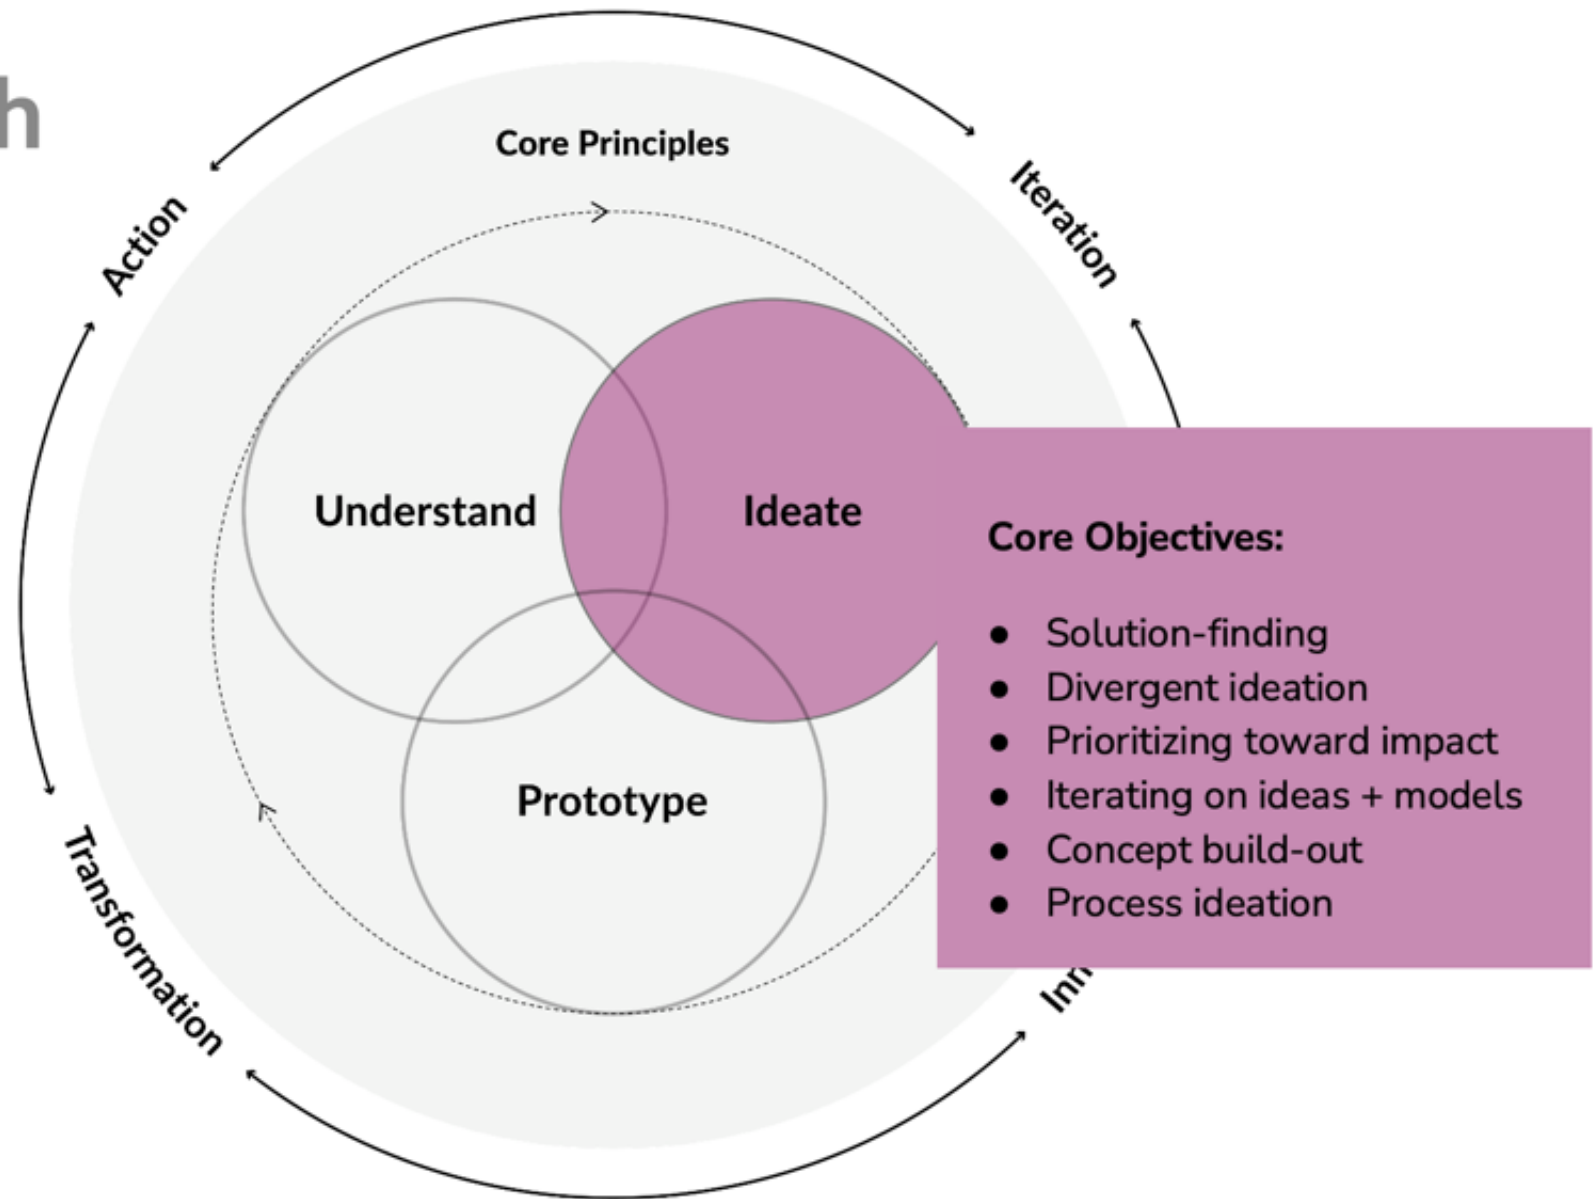 h
Core Principles
Action
Iteration
Understand
Ideate
Core Objectives:
● Solution-finding
● Divergent ideation
● Prioritizing toward impact
● Iterating on ideas + models
● Concept build-out
● Process ideation
Prototype
Transformation
Inn